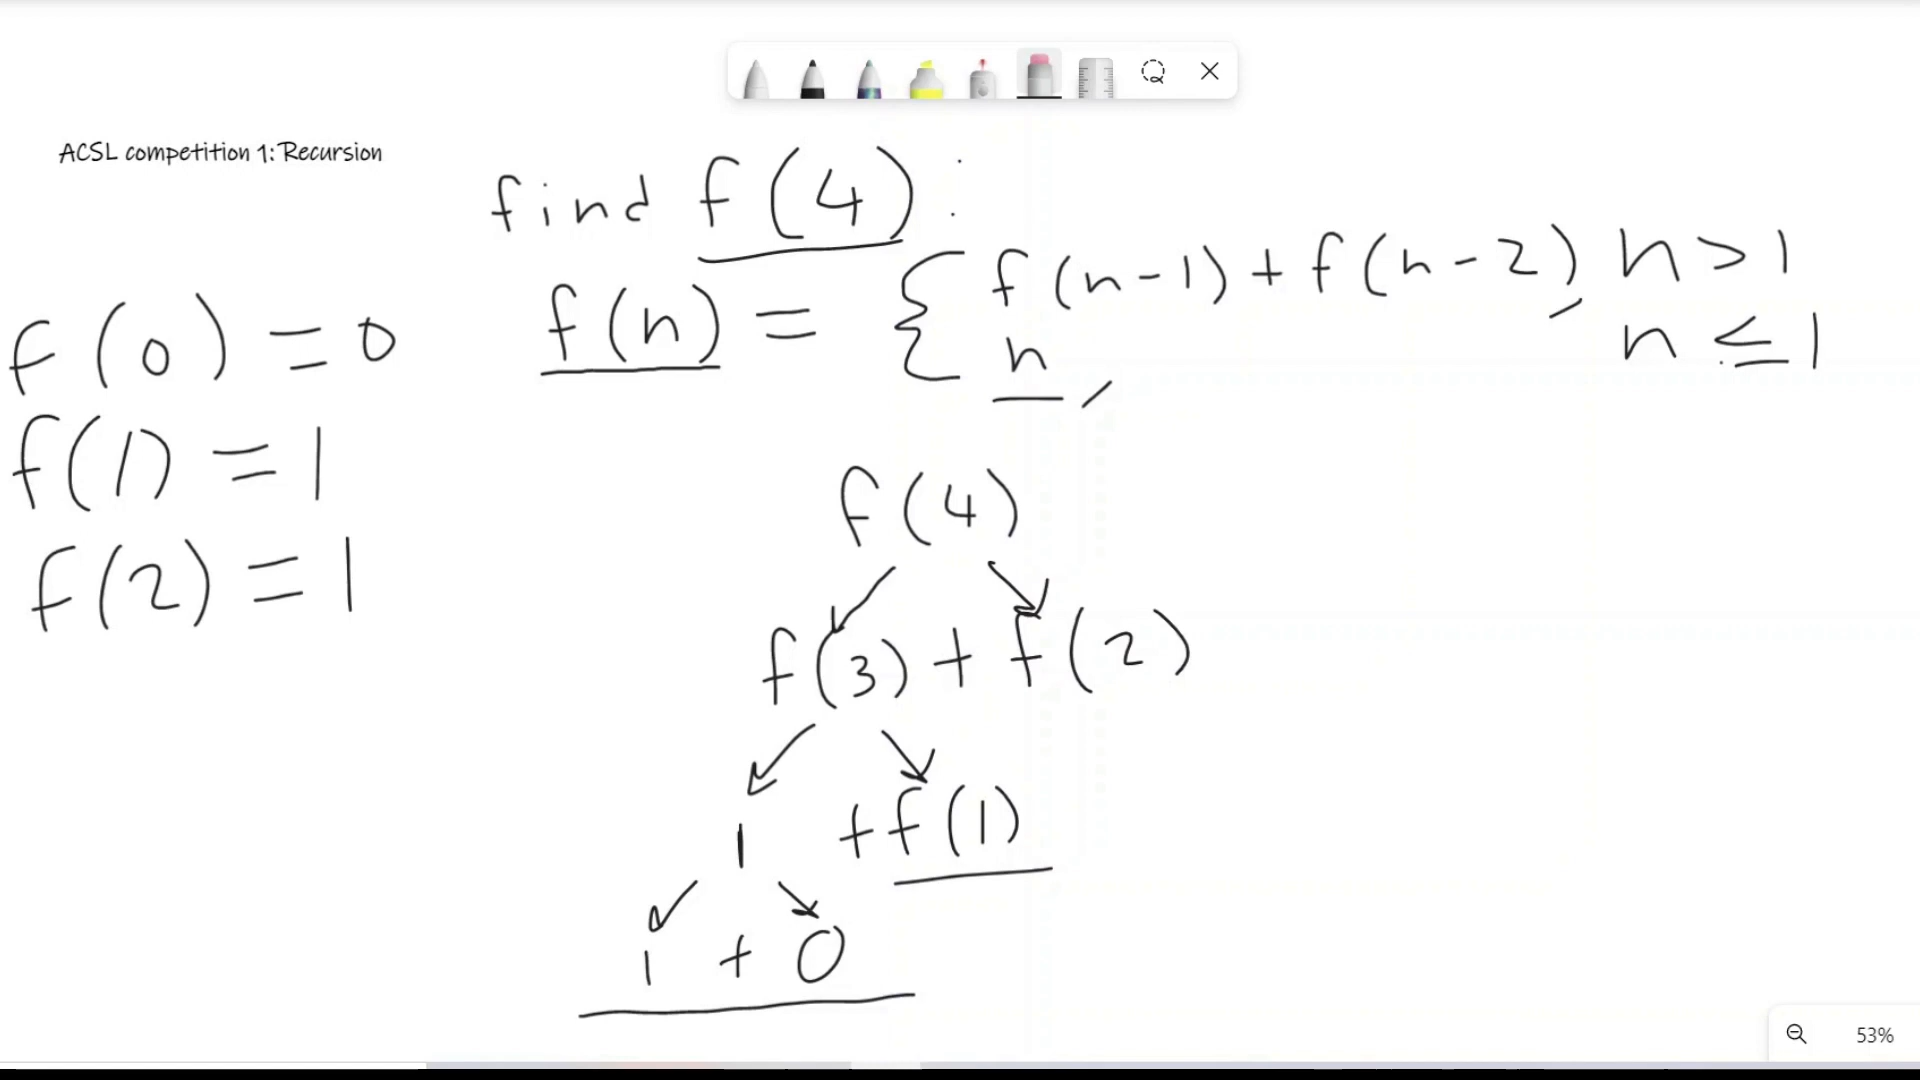 ACSL competition 1: Recursion
find f(4):
f(n) = { f(n-1) + f(n-2), n > 1
n, n ≤ 1
f(0) = 0
f(1) = 1
f(2) = 1
f(4)
f(3) + f(2)
1 + f(1)
1 + 0
53%